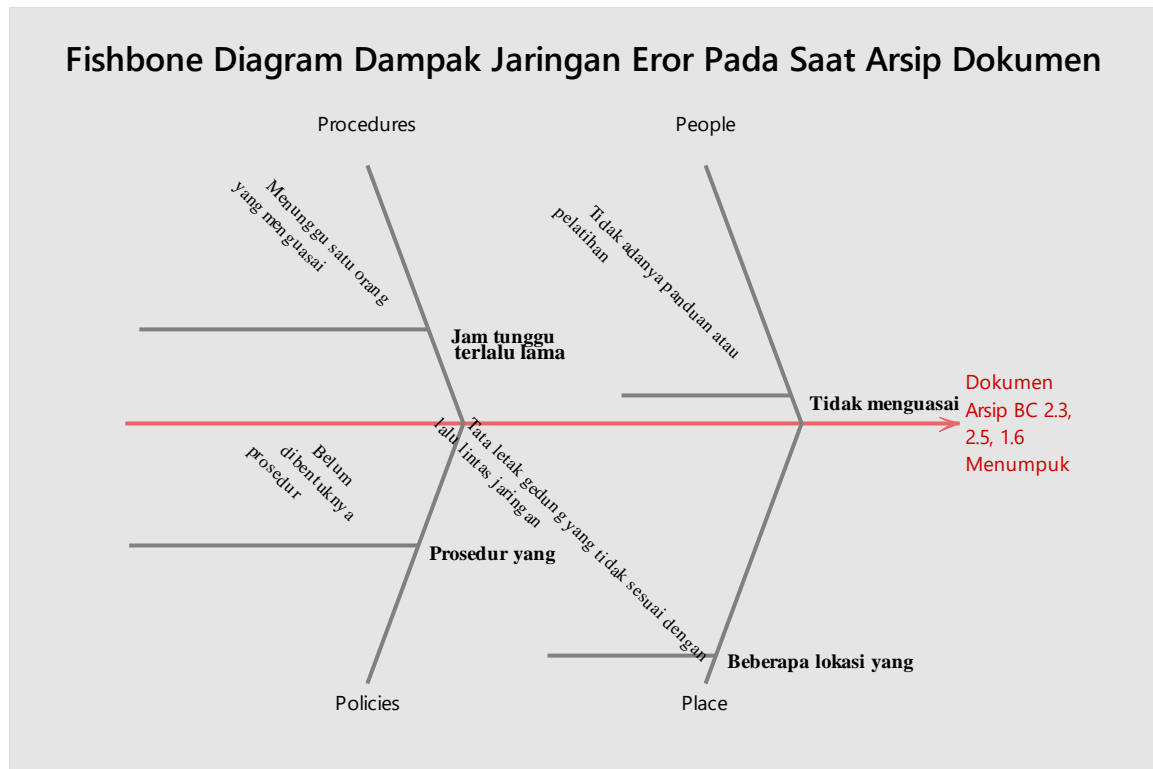 Fishbone Diagram Dampak Jaringan Eror Pada Saat Arsip Dokumen
Procedures
People
Menunggu satu orang
yang menguasai
Tidak adanya panduan atau
pelatihan
Jam tunggu
terlalu lama
Tidak menguasai
Dokumen
Arsip BC 2.3,
2.5, 1.6
Menumpuk
Belum
dibentuknya
prosedur
Tata letak gedung yang tidak sesuai dengan
lalu lintas jaringan
Prosedur yang
Beberapa lokasi yang
Policies
Place